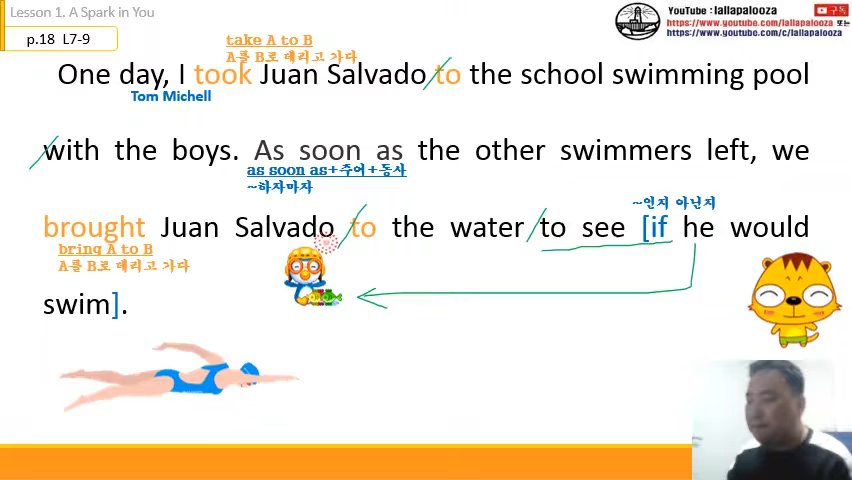 Lesson 1. A Spark in You
p.18 L7-9
YouTube : lallapalooza 구독
https://www.youtube.com/lallapalooza 또는
https://www.youtube.com/c/lallapalooza
take A to B
A를 B로 데리고 가다
One day, I took Juan Salvado to the school swimming pool
Tom Michell
with the boys. As soon as the other swimmers left, we
as soon as+주어+동사
~하자마자
~인지 아닌지
brought Juan Salvado to the water to see [if he would
bring A to B
A를 B로 데리고 가다
swim].